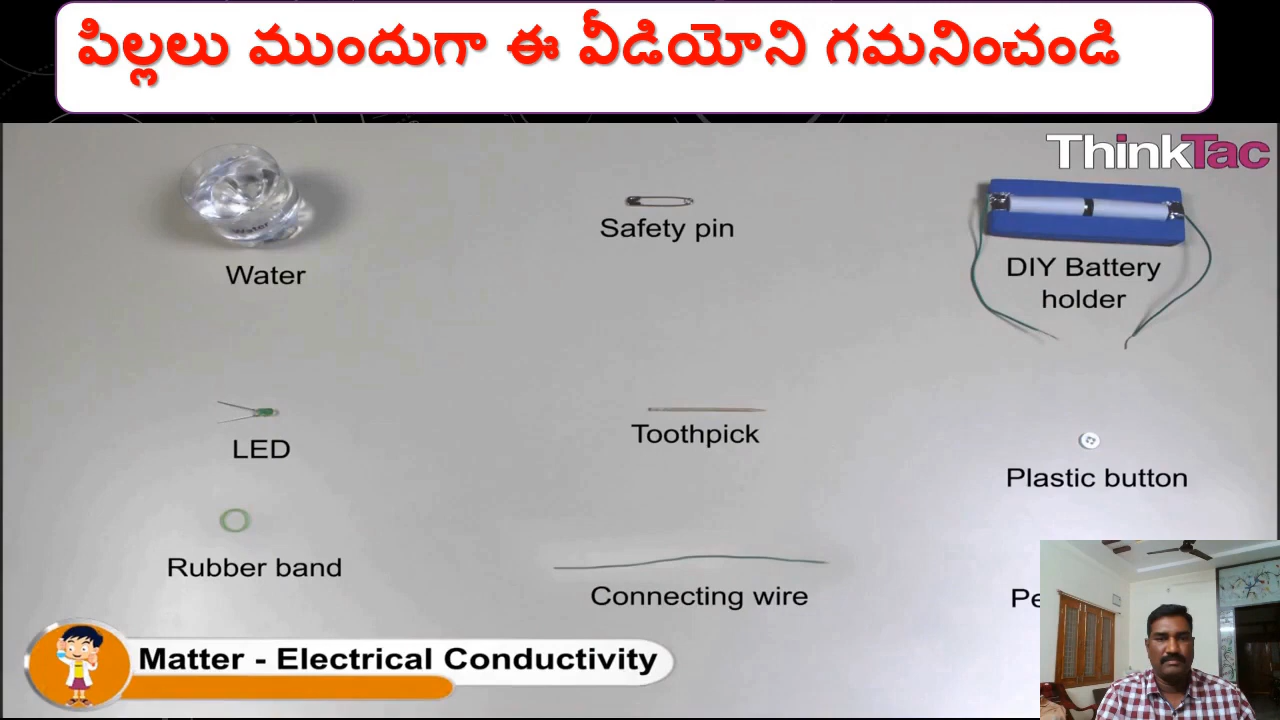 పిల్లలు ముందుగా ఈ వీడియోని గమనించండి
ThinkTac
Water
Water
Safety pin
DIY Battery
holder
LED
Toothpick
Plastic button
Rubber band
Connecting wire
Matter - Electrical Conductivity